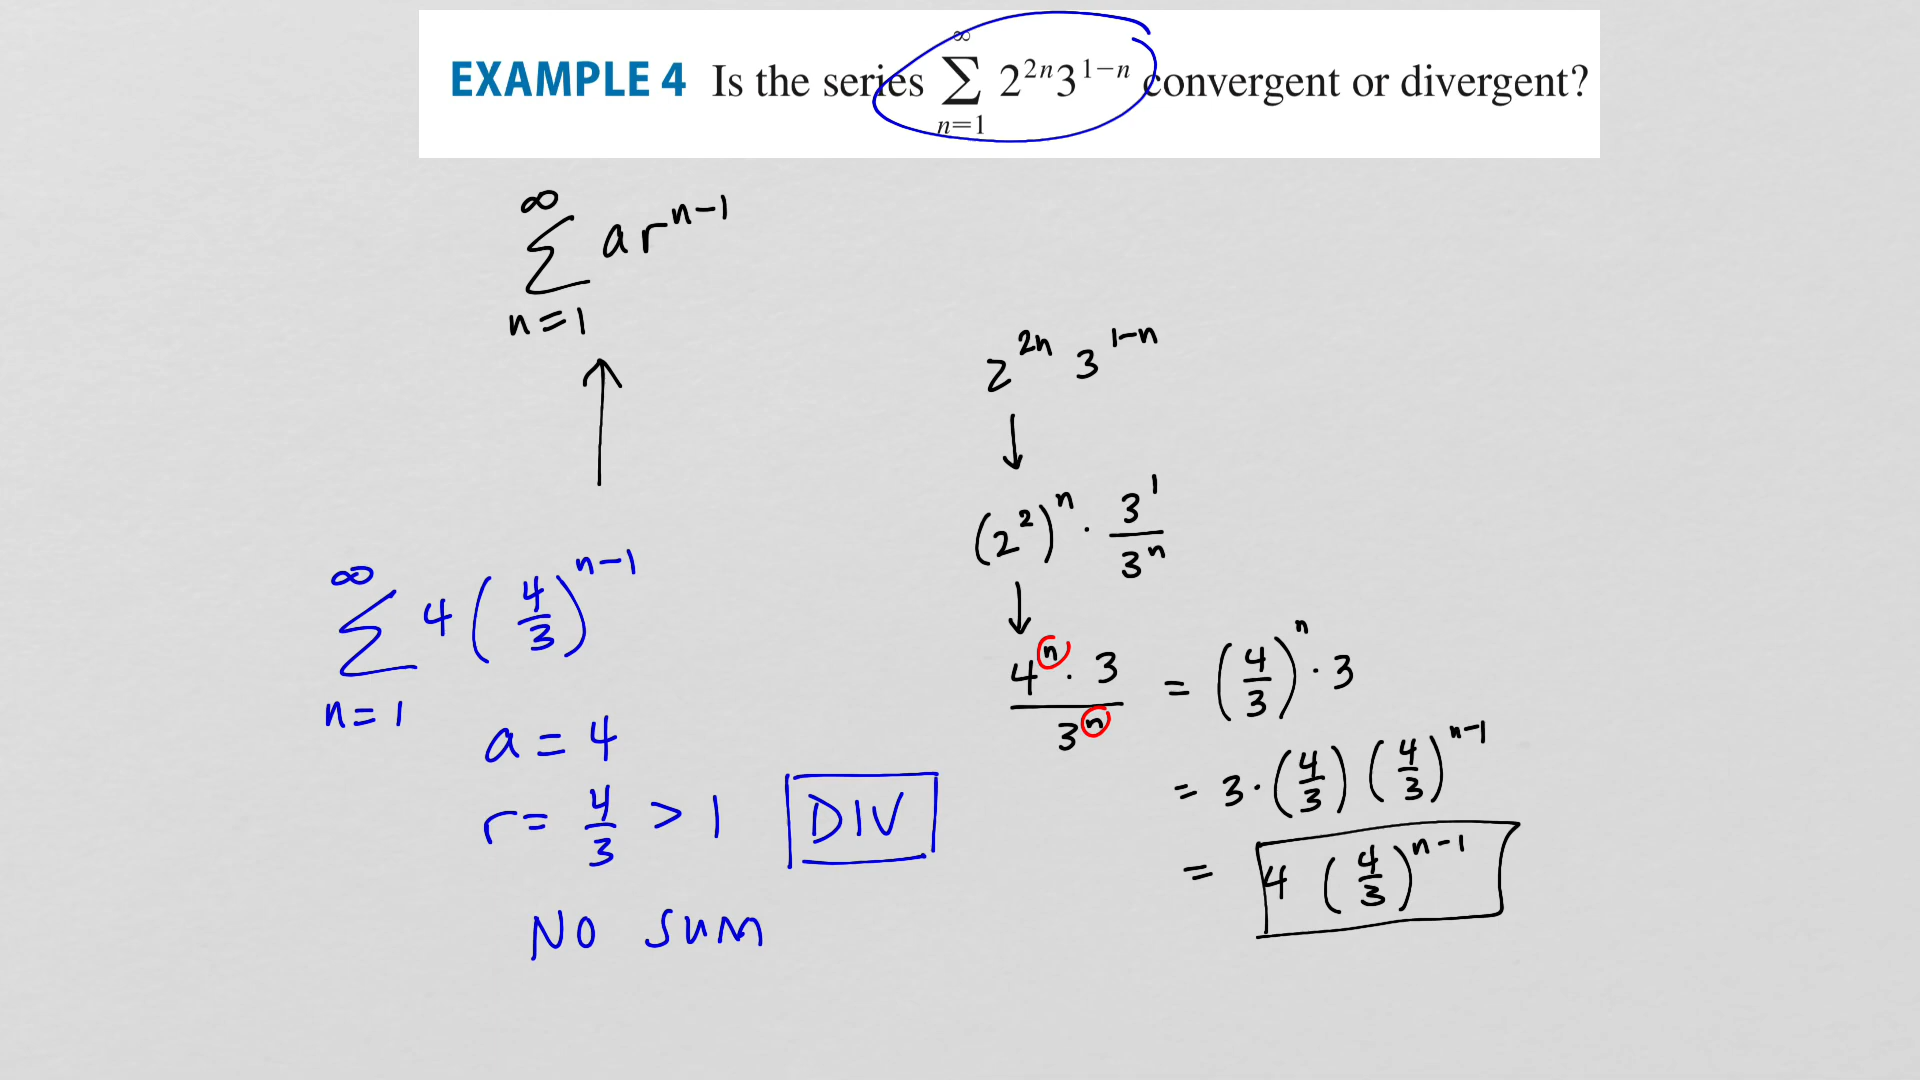 EXAMPLE 4 Is the series ∑_{n=1}^{∞} 2^{2n}3^{1−n} convergent or divergent?
∑_{n=1}^{∞} ar^{n−1}
2^{2n} 3^{1−n}
(2^2)^n · 3^1/3^n
4^n · 3 / 3^n = (4/3)^n · 3
= 3 · (4/3) (4/3)^{n−1}
= 4 (4/3)^{n−1}
∑_{n=1}^{∞} 4 (4/3)^{n−1}
a = 4
r = 4/3 > 1 DIV
NO SUM